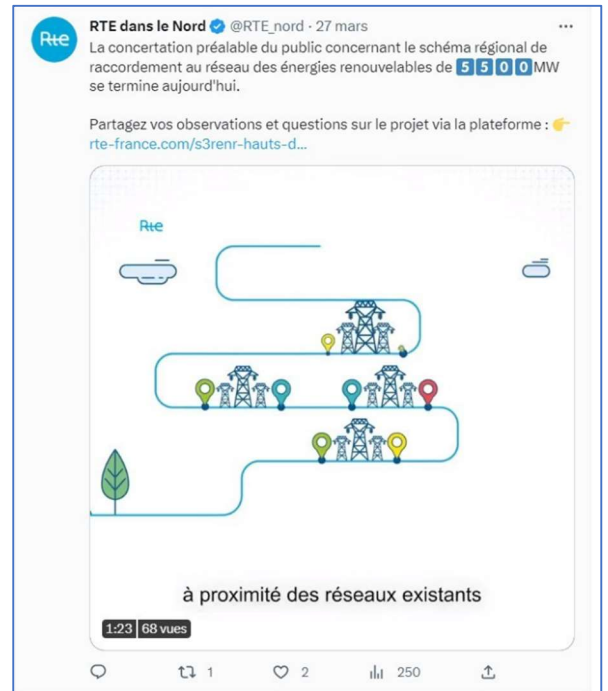 Rte
RTE dans le Nord @RTE_nord · 27 mars
La concertation préalable du public concernant le schéma régional de
raccordement au réseau des énergies renouvelables de 5500MW
se termine aujourd'hui.
Partagez vos observations et questions sur le projet via la plateforme : 👉
rte-france.com/s3renr-hauts-d...
Rte
à proximité des réseaux existants
1:23 68 vues
1 2 250